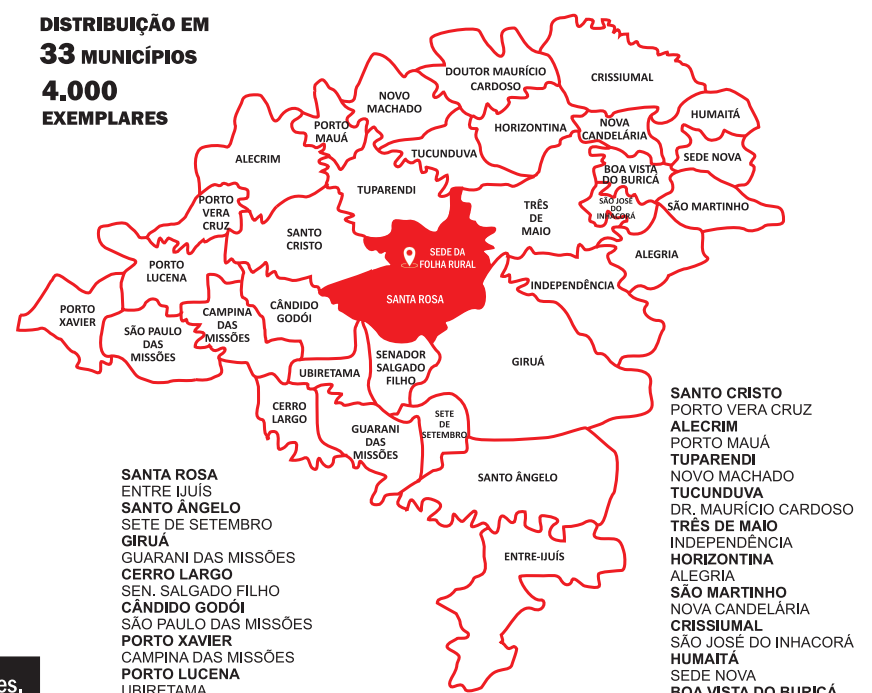 DISTRIBUIÇÃO EM
33 MUNICÍPIOS
4.000
EXEMPLARES
DOUTOR MAURÍCIO
CARDOSO
CRISSIUMAL
NOVO
MACHADO
HUMAITÁ
PORTO
MAUÁ
HORIZONTINA
NOVA
CANDELÁRIA
ALECRIM
TUCUNDUVA
SEDE NOVA
BOA VISTA
DO BURICÁ
TUPARENDI
PORTO
VERA
CRUZ
TRÊS
DE
MAIO
SÃO JOSÉ
DO
INHACORÁ
SÃO MARTINHO
SANTO
CRISTO
SEDE DA
FOLHA RURAL
ALEGRIA
PORTO
LUCENA
INDEPENDÊNCIA
SANTA ROSA
PORTO
XAVIER
CAMPINA
DAS
MISSÕES
CÂNDIDO
GODÓI
SÃO PAULO
DAS
MISSÕES
SENADOR
SALGADO
FILHO
GIRUÁ
UBIRETAMA
CERRO
LARGO
SETE
DE
SETEMBRO
GUARANI
DAS
MISSÕES
SANTO ÂNGELO
ENTRE-IJUÍS
SANTA ROSA
ENTRE IJUÍS
SANTO ÂNGELO
SETE DE SETEMBRO
GIRUÁ
GUARANI DAS MISSÕES
CERRO LARGO
SEN. SALGADO FILHO
CÂNDIDO GODÓI
SÃO PAULO DAS MISSÕES
PORTO XAVIER
CAMPINA DAS MISSÕES
PORTO LUCENA
UBIRETAMA
SANTO CRISTO
PORTO VERA CRUZ
ALECRIM
PORTO MAUÁ
TUPARENDI
NOVO MACHADO
TUCUNDUVA
DR. MAURÍCIO CARDOSO
TRÊS DE MAIO
INDEPENDÊNCIA
HORIZONTINA
ALEGRIA
SÃO MARTINHO
NOVA CANDELÁRIA
CRISSIUMAL
SÃO JOSÉ DO INHACORÁ
HUMAITÁ
SEDE NOVA
BOA VISTA DO BURICÁ